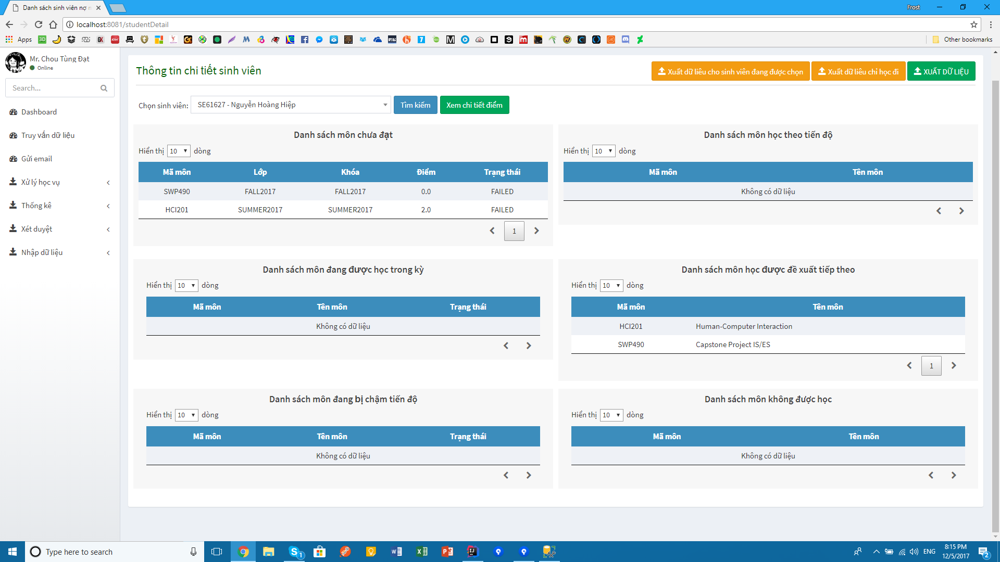 Danh sách sinh viên nợ
Frost
localhost:8081/studentDetail
Apps
Other bookmarks
Mr. Chou Tùng Đạt
Online
Search...
Dashboard
Truy vấn dữ liệu
Gửi email
Xử lý học vụ
Thống kê
Xét duyệt
Nhập dữ liệu
Thông tin chi tiết sinh viên
Xuất dữ liêu cho sinh viên đang được chọn
Xuất dữ liêu chỉ học đi
XUẤT DỮ LIỆU
Chọn sinh viên: SE61627 - Nguyễn Hoàng Hiệp
Tìm kiếm
Xem chi tiết điểm
Danh sách môn chưa đạt
Hiển thị 10 dòng
Mã môn Lớp Khóa Điểm Trạng thái
SWP490 FALL2017 FALL2017 0.0 FAILED
HCI201 SUMMER2017 SUMMER2017 2.0 FAILED
1
Danh sách môn học theo tiến độ
Hiển thị 10 dòng
Mã môn Tên môn
Không có dữ liệu
Danh sách môn đang được học trong kỳ
Hiển thị 10 dòng
Mã môn Tên môn Trạng thái
Không có dữ liệu
Danh sách môn học được đề xuất tiếp theo
Hiển thị 10 dòng
Mã môn Tên môn
HCI201 Human-Computer Interaction
SWP490 Capstone Project IS/ES
1
Danh sách môn đang bị chậm tiến độ
Hiển thị 10 dòng
Mã môn Tên môn Trạng thái
Không có dữ liệu
Danh sách môn không được học
Hiển thị 10 dòng
Mã môn Tên môn
Không có dữ liệu
Type here to search
ENG
8:15 PM
12/5/2017
2